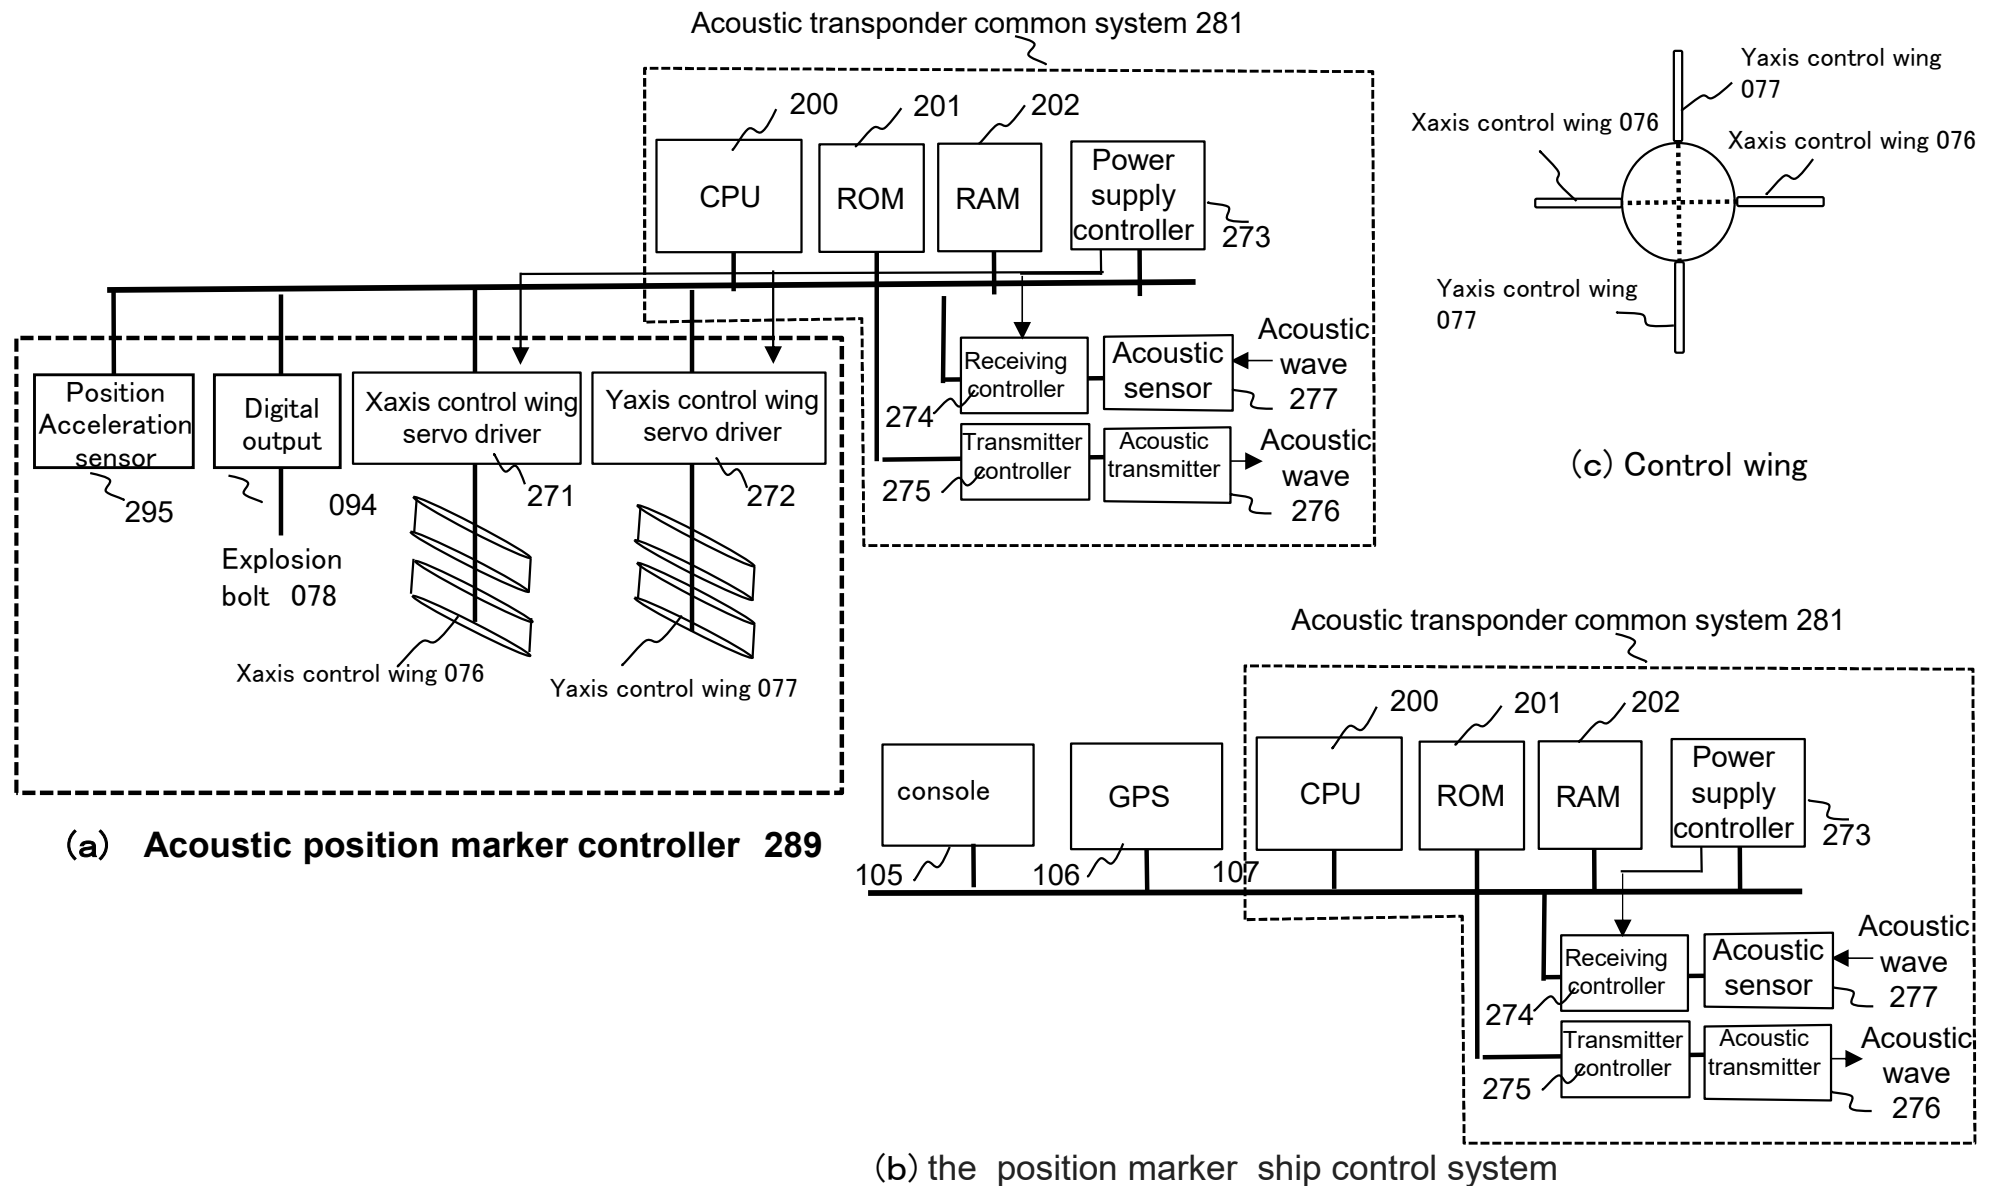 Acoustic transponder common system 281
200
201
202
CPU
ROM
RAM
Power
supply
controller
273
Receiving
controller
274
Acoustic
sensor
Acoustic
wave
277
Transmitter
controller
275
Acoustic
transmitter
Acoustic
wave
276
Position
Acceleration
sensor
295
Digital
output
094
Explosion
bolt 078
Xaxis control wing
servo driver
271
Yaxis control wing
servo driver
272
Xaxis control wing 076
Yaxis control wing 077
(a) Acoustic position marker controller 289
Yaxis control wing
077
Xaxis control wing 076
Xaxis control wing 076
Yaxis control wing
077
(c) Control wing
Acoustic transponder common system 281
200
201
202
console
GPS
CPU
ROM
RAM
Power
supply
controller
273
105
106
107
Receiving
controller
274
Acoustic
sensor
Acoustic
wave
277
Transmitter
controller
275
Acoustic
transmitter
Acoustic
wave
276
(b) the position marker ship control system